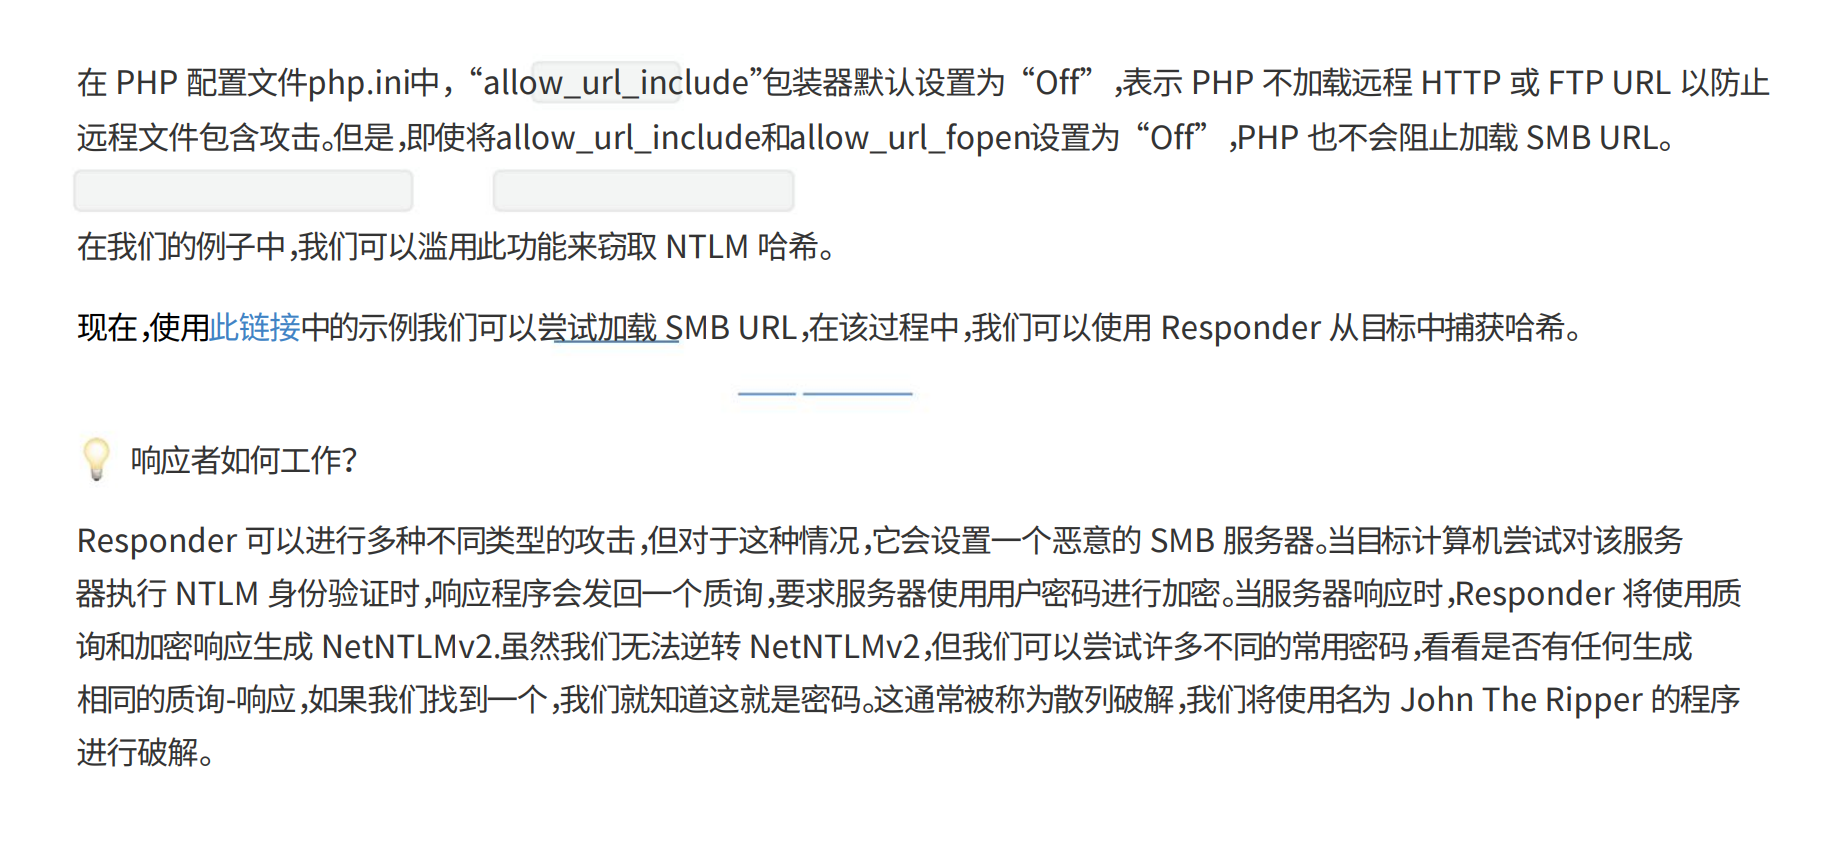 在 PHP 配置文件php.ini中，“allow_url_include”包装器默认设置为“Off”,表示 PHP 不加载远程 HTTP 或 FTP URL 以防止
远程文件包含攻击。但是,即使将allow_url_include和allow_url_fopen设置为“Off”,PHP 也不会阻止加载 SMB URL。
在我们的例子中,我们可以滥用此功能来窃取 NTLM 哈希。
现在,使用此链接中的示例我们可以尝试加载 SMB URL,在该过程中,我们可以使用 Responder 从目标中捕获哈希。
响应者如何工作?
Responder 可以进行多种不同类型的攻击,但对于这种情况,它会设置一个恶意的 SMB 服务器。当目标计算机尝试对该服务
器执行 NTLM 身份验证时,响应程序会发回一个质询,要求服务器使用用户密码进行加密。当服务器响应时,Responder 将使用质
询和加密响应生成 NetNTLMv2.虽然我们无法逆转 NetNTLMv2,但我们可以尝试许多不同的常用密码,看看是否有任何生成
相同的质询-响应,如果我们找到一个,我们就知道这就是密码。这通常被称为散列破解,我们将使用名为 John The Ripper 的程序
进行破解。